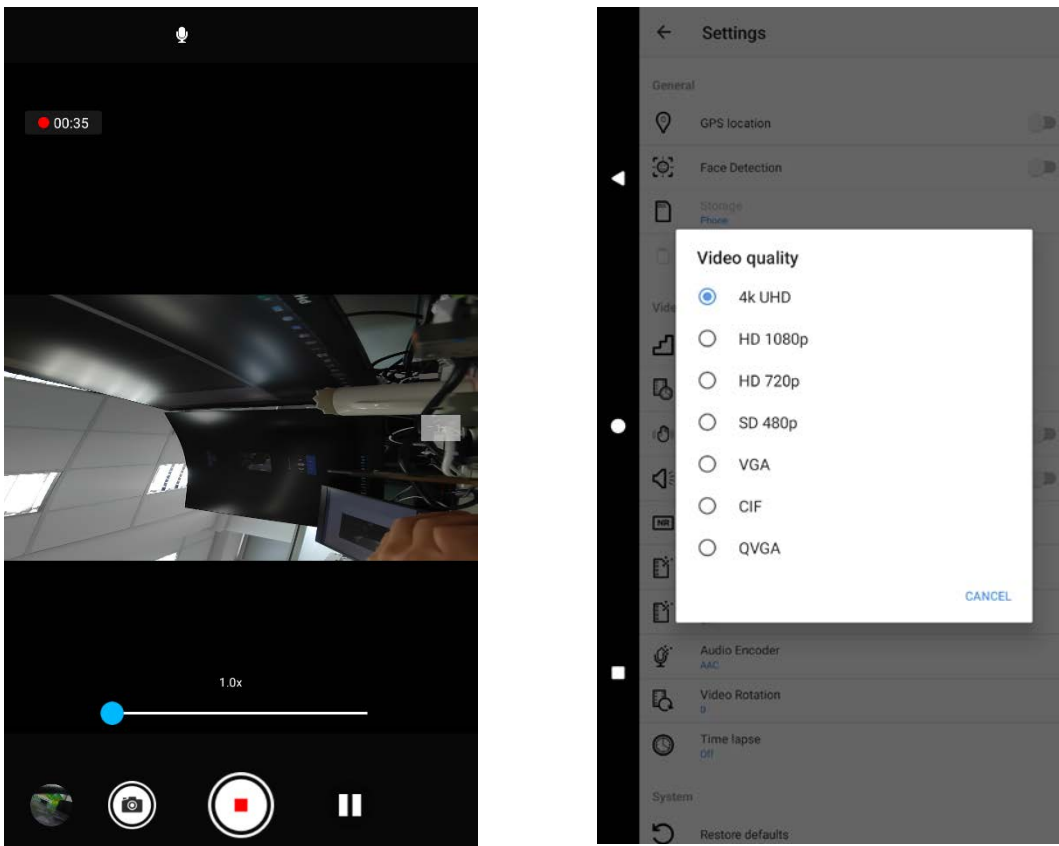 00:35
1.0x
Settings
General
GPS location
Face Detection
Storage
Phone
Video quality
4k UHD
HD 1080p
HD 720p
SD 480p
VGA
CIF
QVGA
CANCEL
Vide
NR
Audio Encoder
AAC
Video Rotation
0
Time lapse
Off
System
Restore defaults